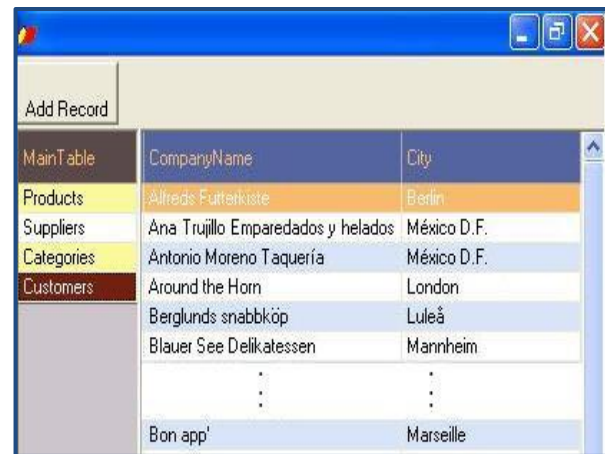 Add Record
MainTable CompanyName City
Products Alfreds Futterkiste Berlin
Suppliers Ana Trujillo Emparedados y helados México D.F.
Categories Antonio Moreno Taquería México D.F.
Customers Around the Horn London
Berglunds snabbköp Luleå
Blauer See Delikatessen Mannheim
Bon app' Marseille